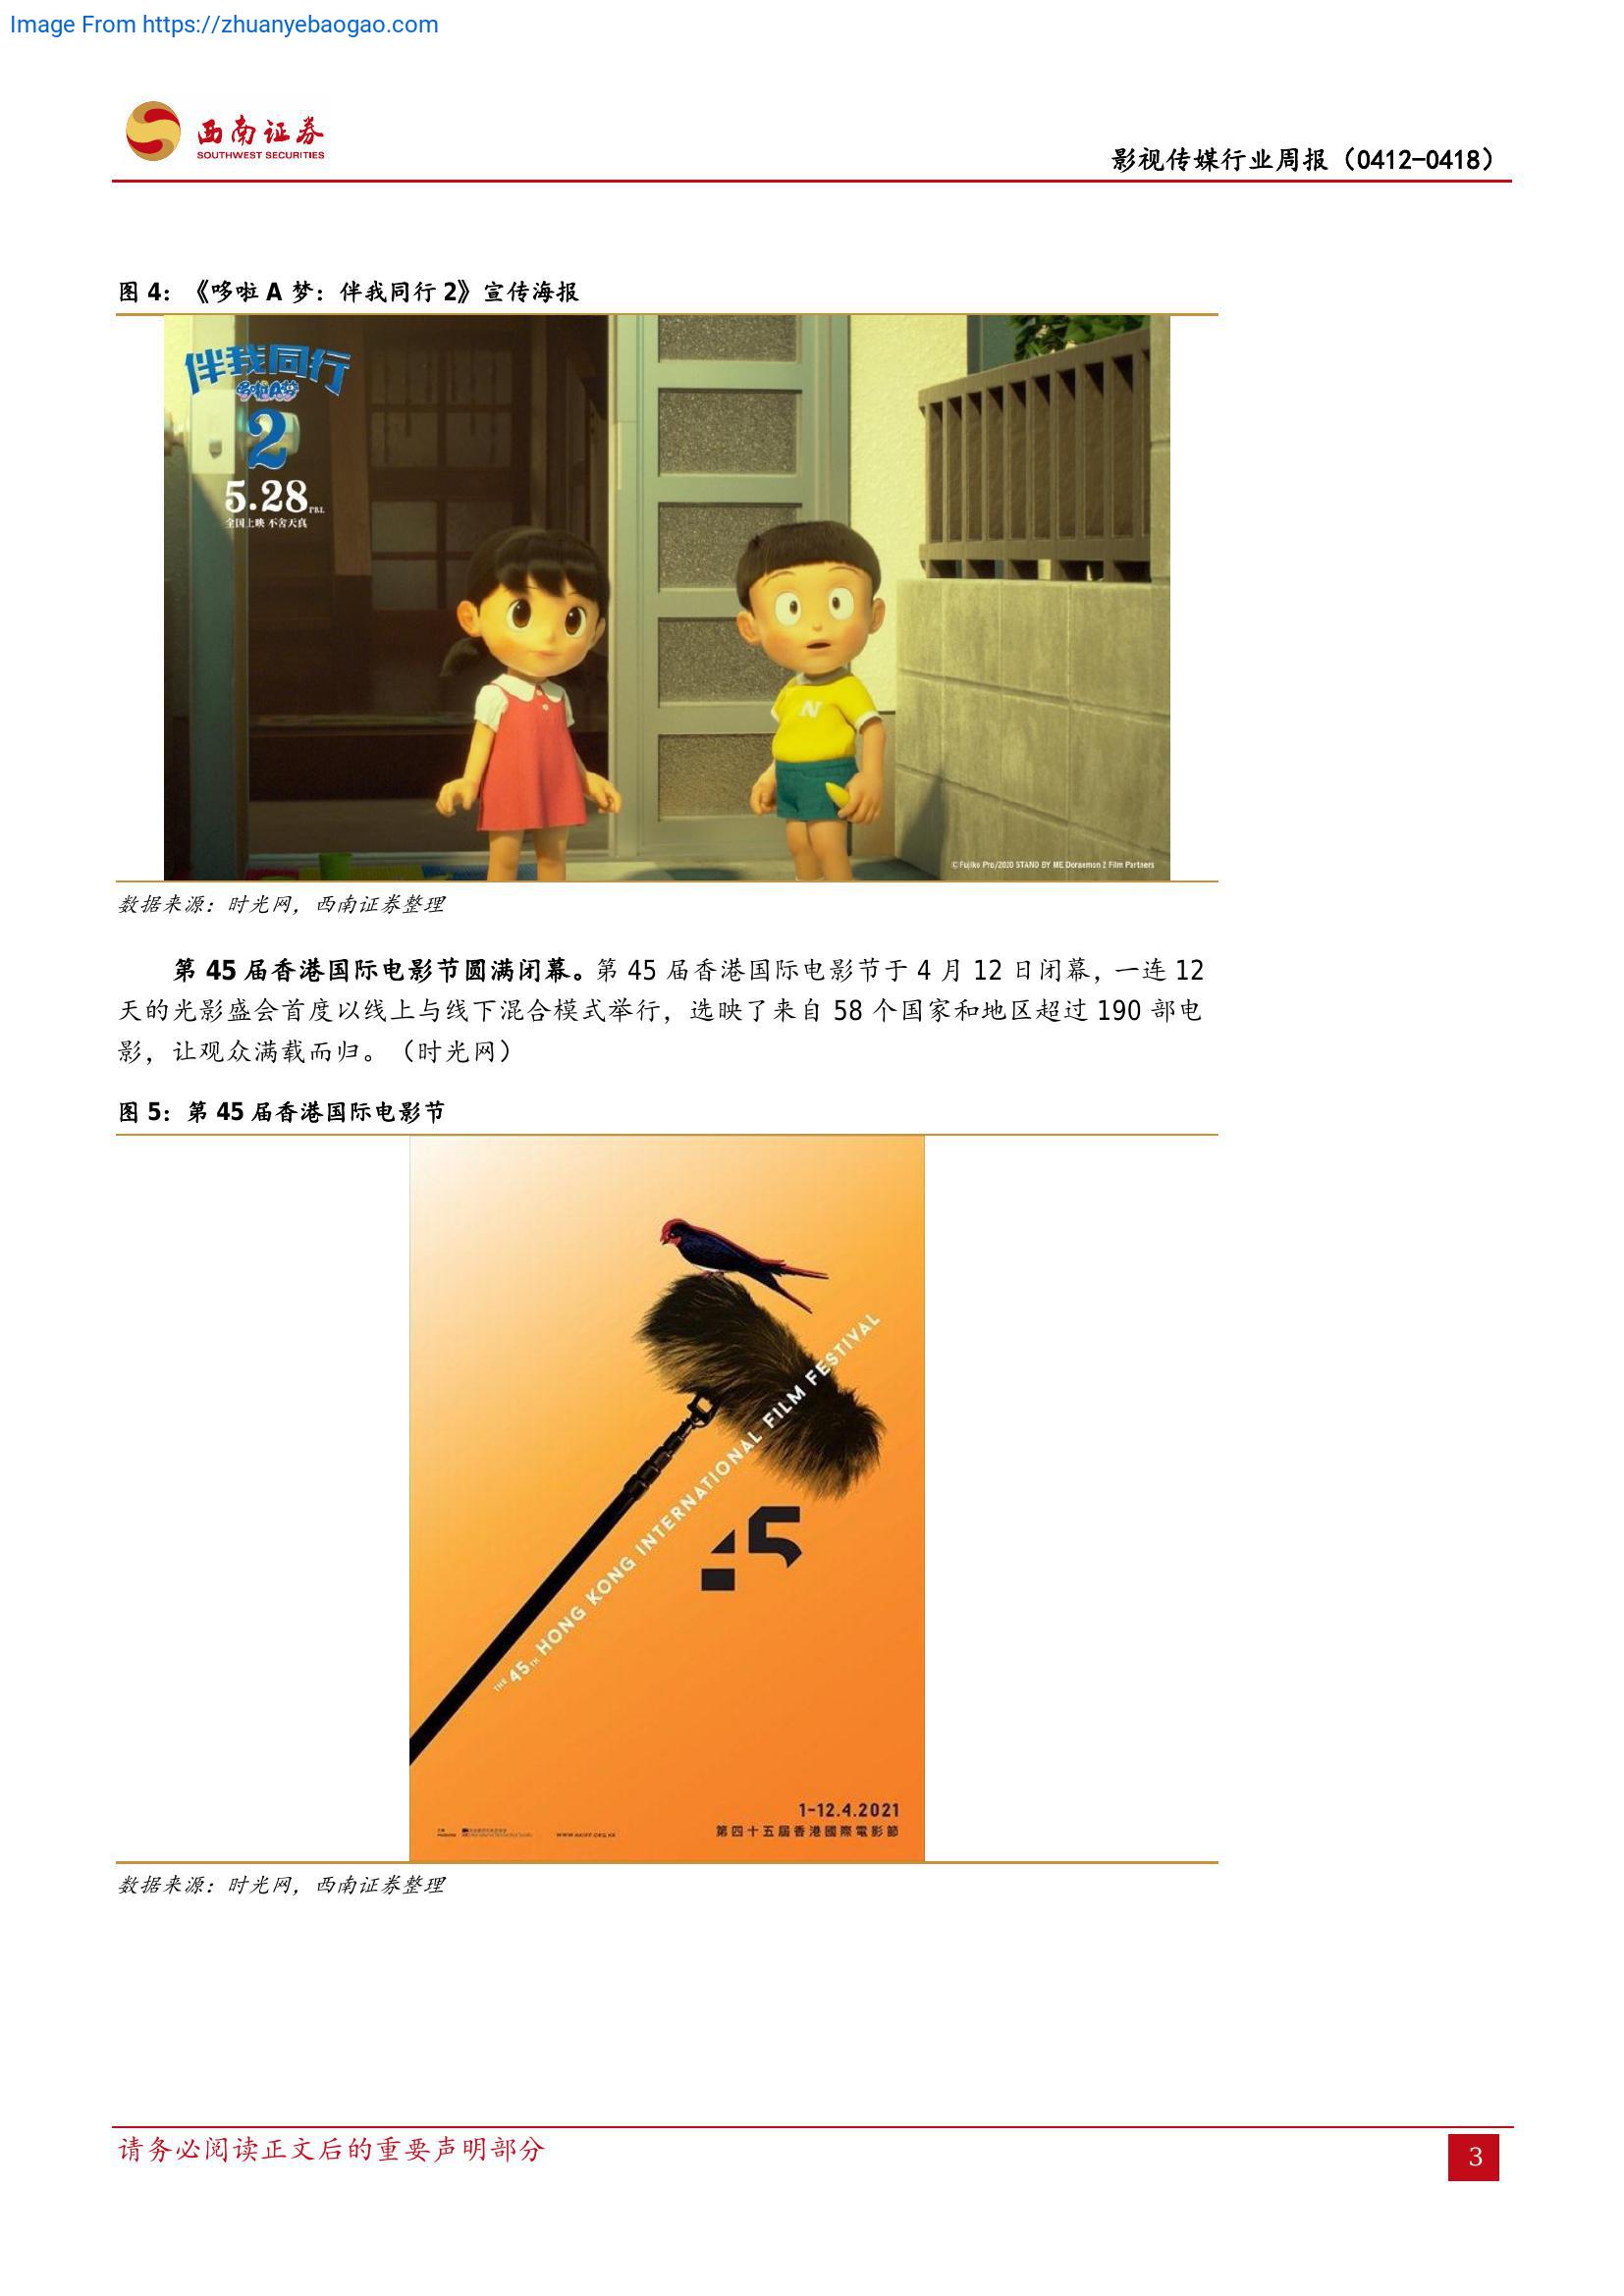 Image From https://zhuanyebaogao.com
西南证券
SOUTHWEST SECURITIES
影视传媒行业周报（0412-0418）
图 4：《哆啦 A 梦：伴我同行 2》宣传海报
伴我同行
哆啦A梦
2
5.28 FRI.
全国上映 不舍天真
N
©Fujiko Pro/2020 STAND BY ME Doraemon 2 Film Partners
数据来源：时光网，西南证券整理
第 45 届香港国际电影节圆满闭幕。第 45 届香港国际电影节于 4 月 12 日闭幕，一连 12
天的光影盛会首度以线上与线下混合模式举行，选映了来自 58 个国家和地区超过 190 部电
影，让观众满载而归。（时光网）
图 5：第 45 届香港国际电影节
THE 45TH HONG KONG INTERNATIONAL FILM FESTIVAL
45
1-12.4.2021
第四十五屆香港國際電影節
WWW.HKIFF.ORG.HK
数据来源：时光网，西南证券整理
请务必阅读正文后的重要声明部分
3